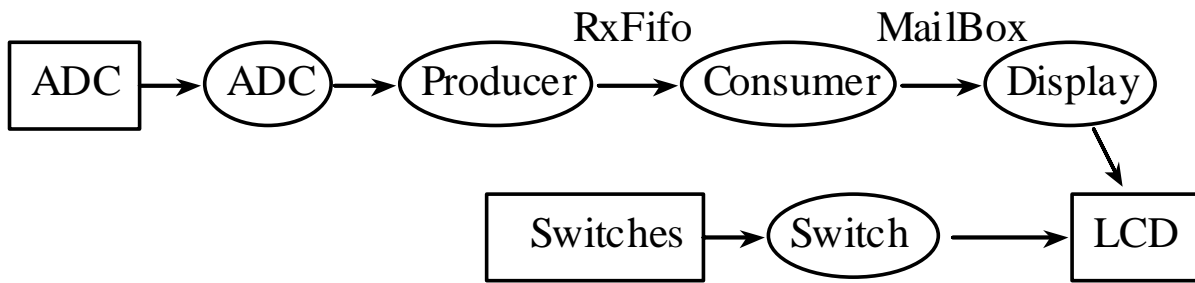 RxFifo MailBox
ADC ADC Producer Consumer Display
Switches Switch LCD